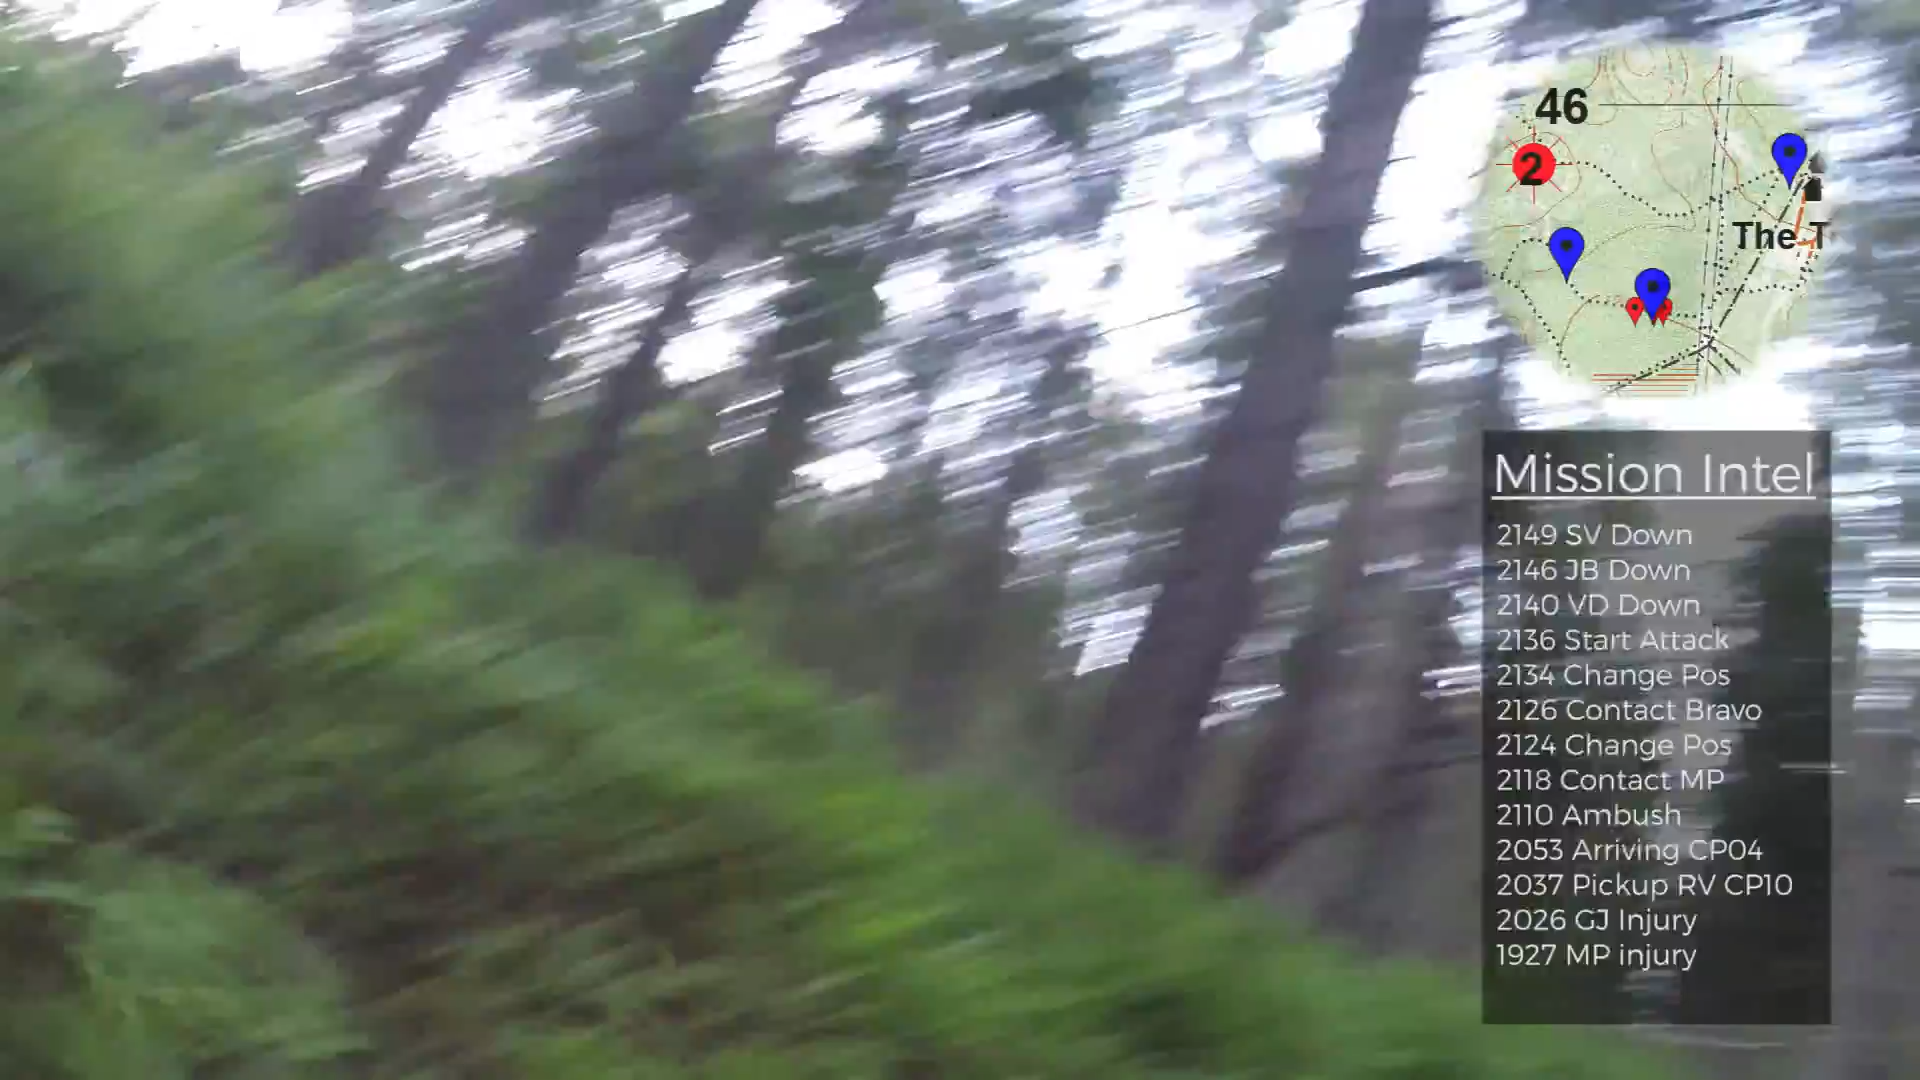 46
2
The T
Mission Intel
2149 SV Down
2146 JB Down
2140 VD Down
2136 Start Attack
2134 Change Pos
2126 Contact Bravo
2124 Change Pos
2118 Contact MP
2110 Ambush
2053 Arriving CP04
2037 Pickup RV CP10
2026 GJ Injury
1927 MP injury